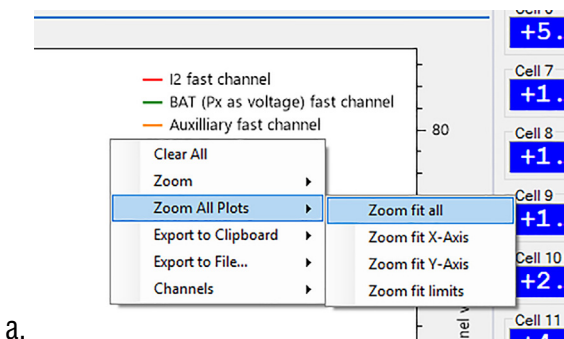 Cell 6
+5.
I2 fast channel
BAT (Px as voltage) fast channel
Auxilliary fast channel
80
Cell 7
+1.
Cell 8
+1.
Clear All
Zoom
Zoom All Plots
Export to Clipboard
Export to File...
Channels
Zoom fit all
Zoom fit X-Axis
Zoom fit Y-Axis
Zoom fit limits
Cell 9
+1.
Cell 10
+2.
Cell 11
a.